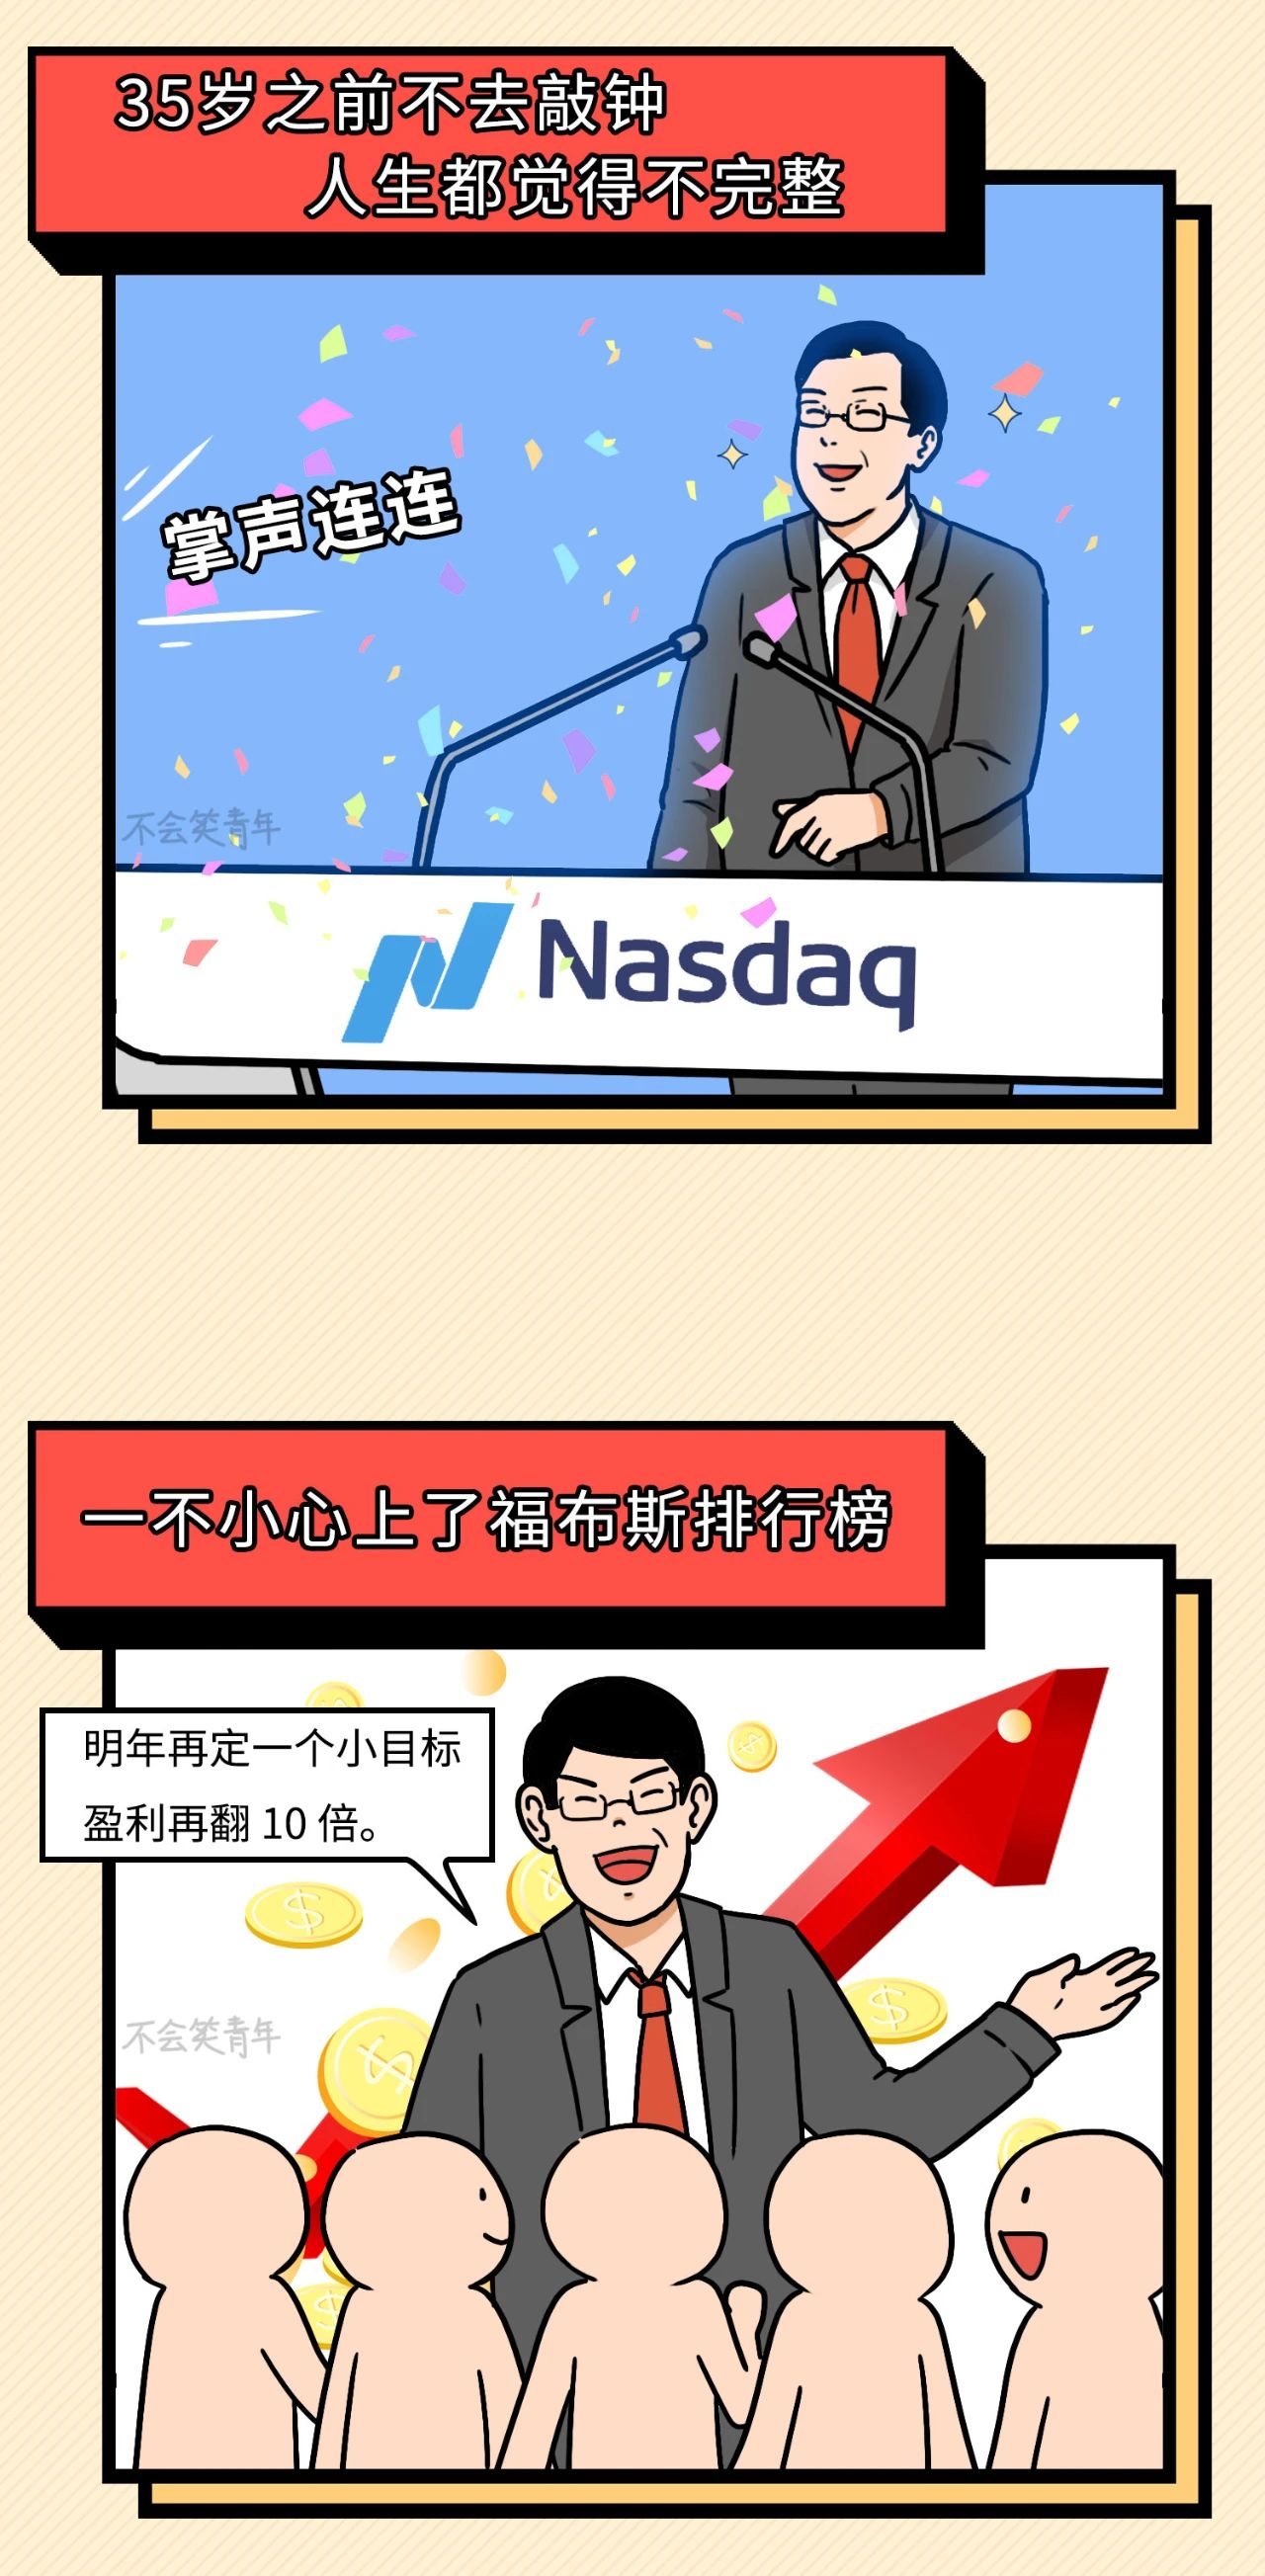 35岁之前不去敲钟
人生都觉得不完整
掌声连连
不会笑青年
Nasdaq
一不小心上了福布斯排行榜
明年再定一个小目标
盈利再翻 10 倍。
不会笑青年